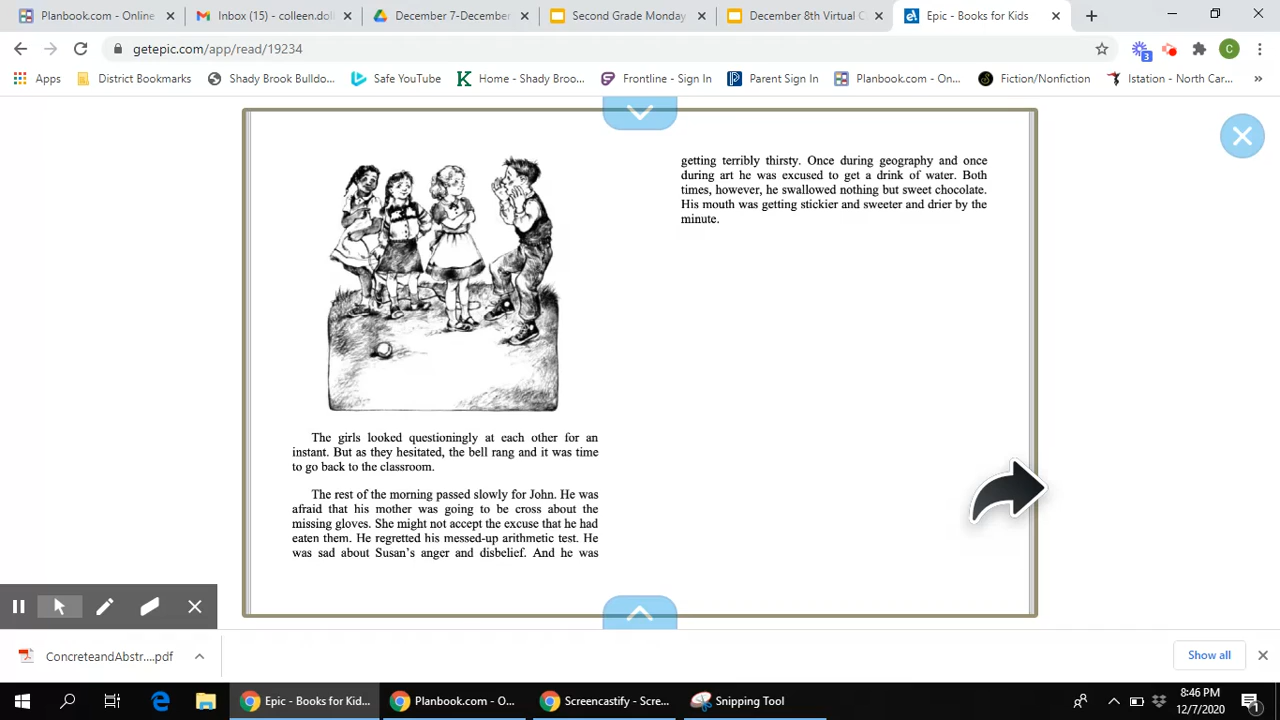 Planbook.com - Online
Inbox (15) - colleen.dol
December 7-December
Second Grade Monday
December 8th Virtual C
Epic - Books for Kids
getepic.com/app/read/19234
C
3
Apps
District Bookmarks
Shady Brook Bulldo...
Safe YouTube
Home - Shady Broo...
Frontline - Sign In
Parent Sign In
Planbook.com - On...
Fiction/Nonfiction
Istation - North Car...
The girls looked questioningly at each other for an
instant. But as they hesitated, the bell rang and it was time
to go back to the classroom.
The rest of the morning passed slowly for John. He was
afraid that his mother was going to be cross about the
missing gloves. She might not accept the excuse that he had
eaten them. He regretted his messed-up arithmetic test. He
was sad about Susan's anger and disbelief. And he was
getting terribly thirsty. Once during geography and once
during art he was excused to get a drink of water. Both
times, however, he swallowed nothing but sweet chocolate.
His mouth was getting stickier and sweeter and drier by the
minute.
ConcreteandAbstr....pdf
Show all
Epic - Books for Kid...
Planbook.com - O...
Screencastify - Scre...
Snipping Tool
8:46 PM
12/7/2020
1